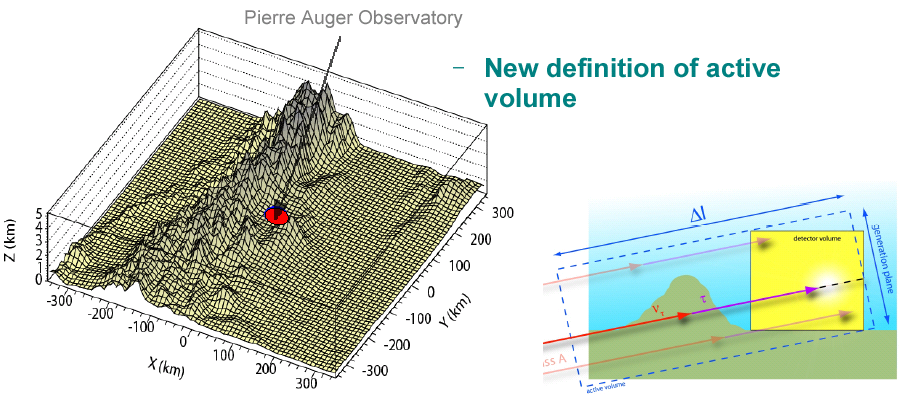 Pierre Auger Observatory
– New definition of active
volume
Z (km)
5
4
3
2
1
0
-300
-200
-100
0
100
200
300
X (km)
-300
-200
-100
0
100
200
300
Y (km)
Δl
detector volume
generation plane
ντ
τ
ss A
active volume